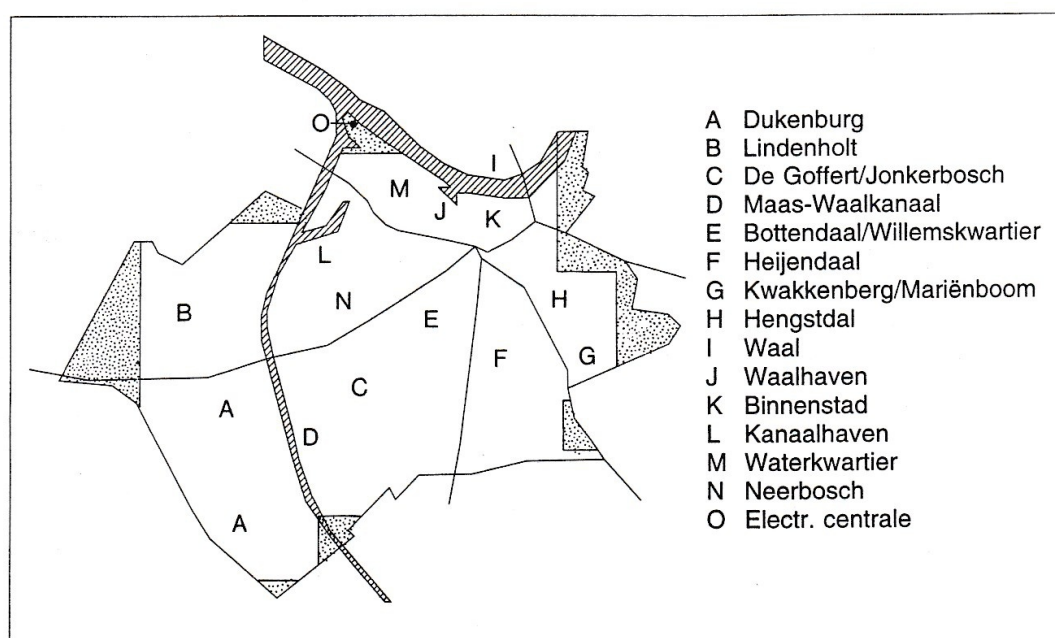 O
I
M
J
K
L
B
N
H
E
G
F
C
A
D
A
A Dukenburg
B Lindenholt
C De Goffert/Jonkerbosch
D Maas-Waalkanaal
E Bottendaal/Willemskwartier
F Heijendaal
G Kwakkenberg/Mariënboom
H Hengstdal
I Waal
J Waalhaven
K Binnenstad
L Kanaalhaven
M Waterkwartier
N Neerbosch
O Electr. centrale